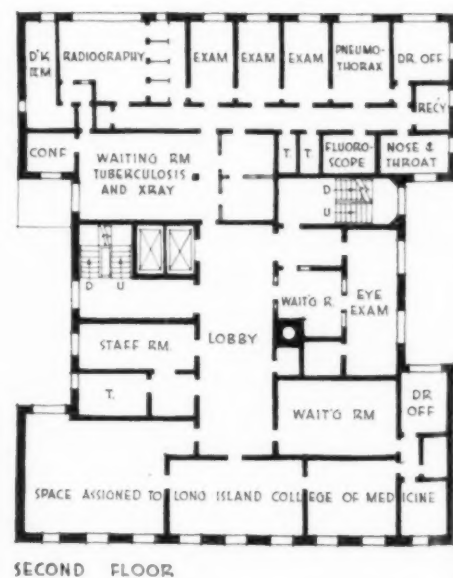 D'K RM.
RADIOGRAPHY
EXAM
EXAM
EXAM
PNEUMO-
THORAX
DR. OFF
REC'Y
CONF
WAITING RM
TUBERCULOSIS
AND XRAY
T.
T.
FLUORO-
SCOPE
NOSE &
THROAT
D
U
D
U
WAIT'G R.
EYE
EXAM
STAFF RM.
LOBBY
T.
WAIT'G RM
DR
OFF
SPACE ASSIGNED TO LONG ISLAND COLLEGE OF MEDICINE
SECOND FLOOR